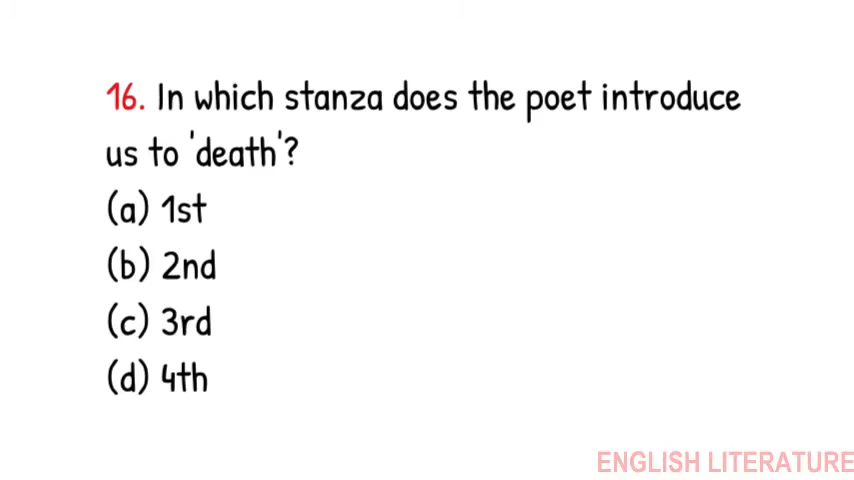 16. In which stanza does the poet introduce
us to 'death'?
(a) 1st
(b) 2nd
(c) 3rd
(d) 4th
ENGLISH LITERATURE